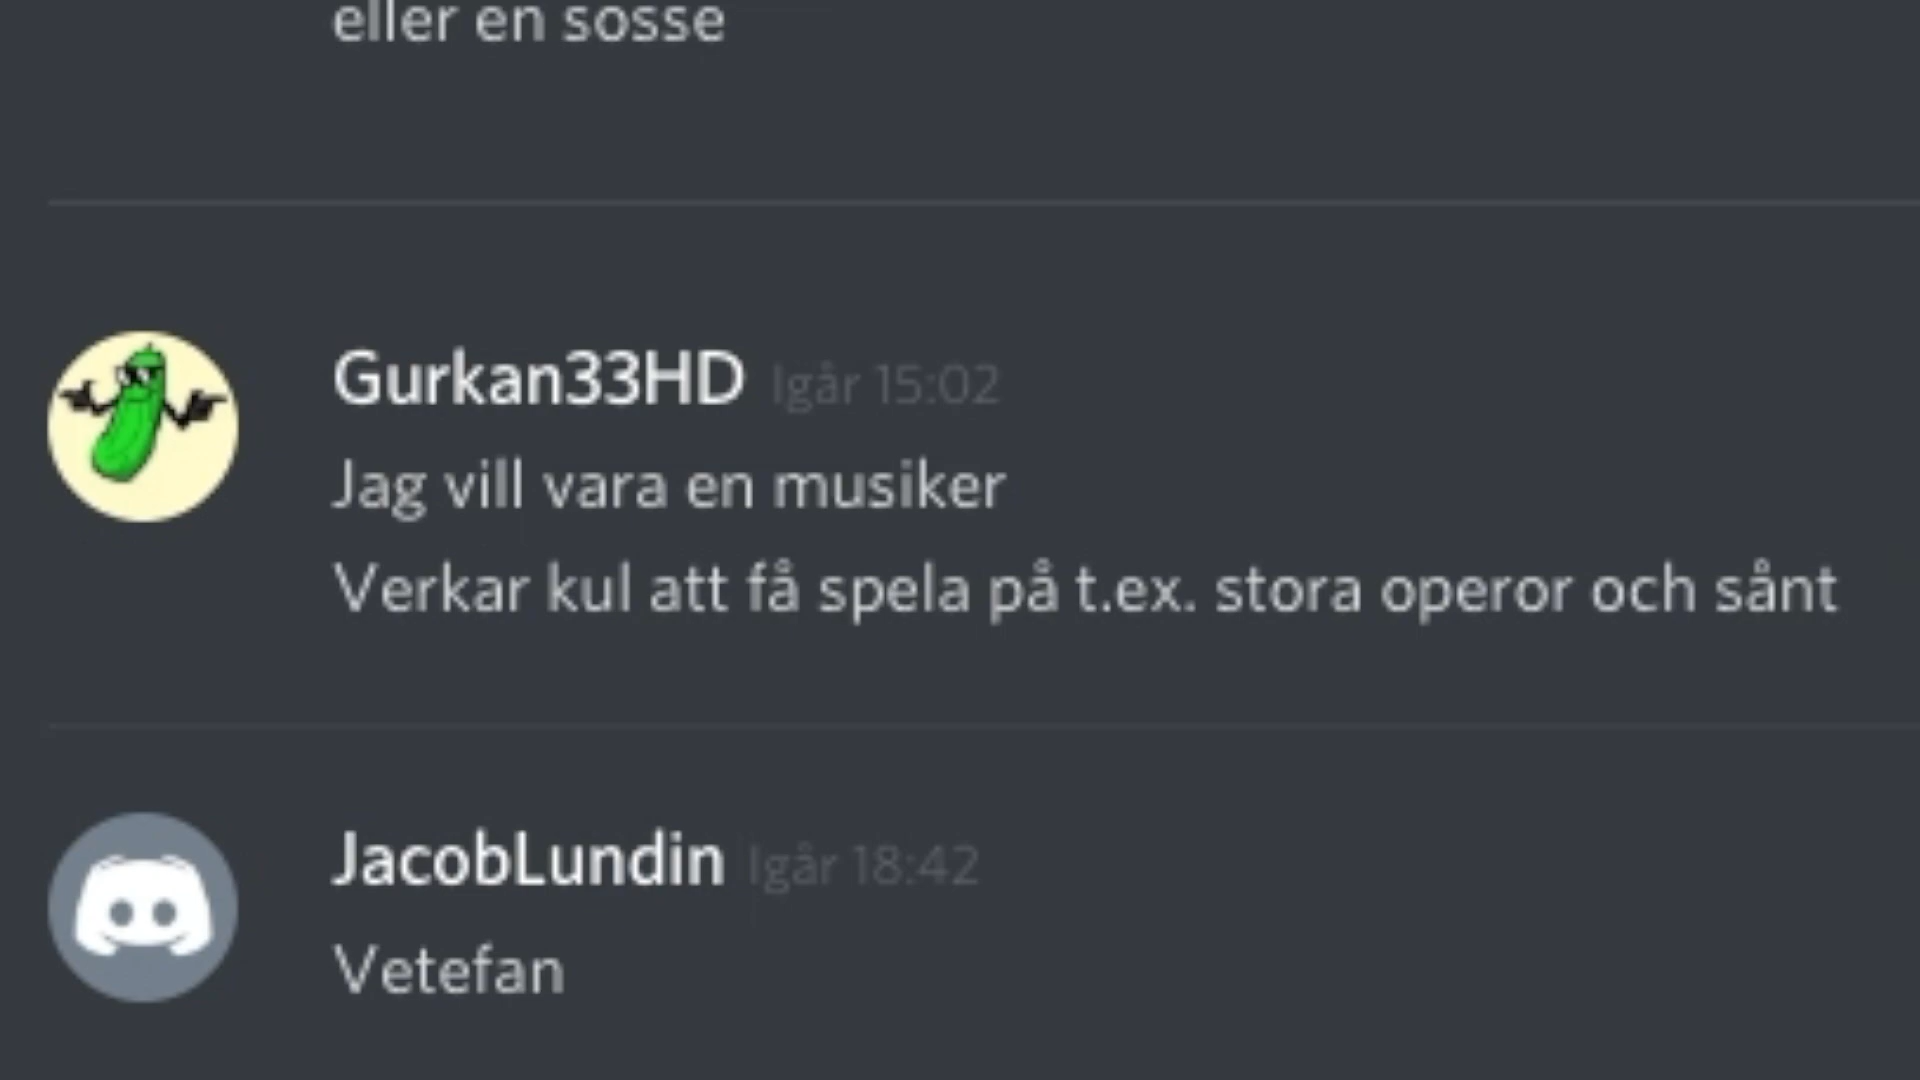 eller en sosse
Gurkan33HD Igår 15:02
Jag vill vara en musiker
Verkar kul att få spela på t.ex. stora operor och sånt
JacobLundin Igår 18:42
Vetefan